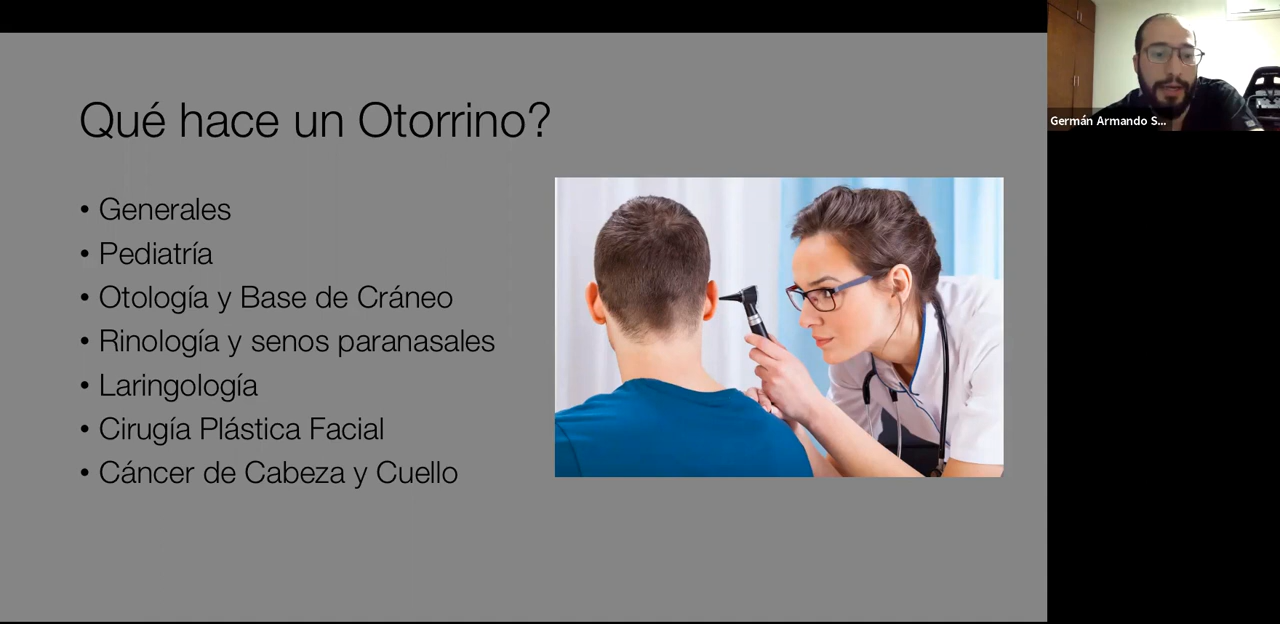 Qué hace un Otorrino?
• Generales
• Pediatría
• Otología y Base de Cráneo
• Rinología y senos paranasales
• Laringología
• Cirugía Plástica Facial
• Cáncer de Cabeza y Cuello
Germán Armando S...